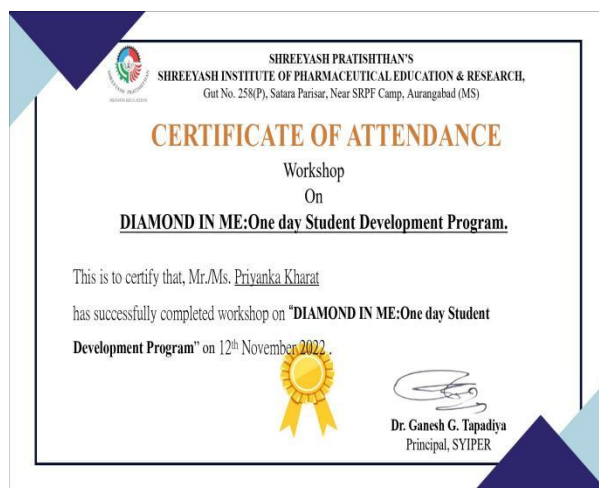 SHREEYASH PRATISHTHAN'S
SHREEYASH INSTITUTE OF PHARMACEUTICAL EDUCATION & RESEARCH,
Gut No. 258(P), Satara Parisar, Near SRPF Camp, Aurangabad (MS)
CERTIFICATE OF ATTENDANCE
Workshop
On
DIAMOND IN ME:One day Student Development Program.
This is to certify that, Mr./Ms. Priyanka Kharat
has successfully completed workshop on "DIAMOND IN ME:One day Student
Development Program" on 12th November 2022 .
Dr. Ganesh G. Tapadiya
Principal, SYIPER